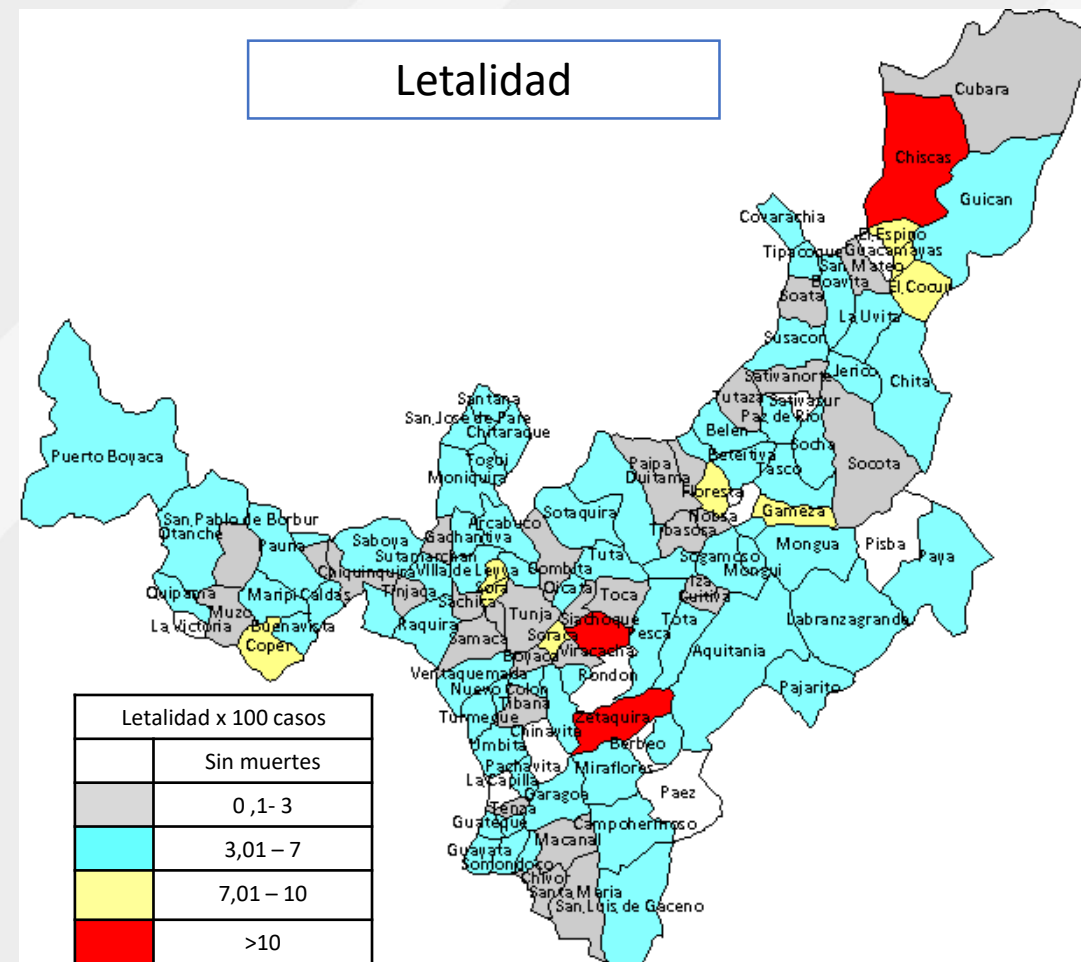 Letalidad
Cubara
Chiscas
Guican
Covarachia
El Espino
Tipacoque
Guacamayas
San Mateo
Boavita
El Cocuy
Soata
La Uvita
Susacon
Sativanorte
Jerico
Chita
Tutaza
Sativasur
Paz de Rio
Santana
San Jose de Pare
Chitaraque
Belen
Socha
Togui
Beteitiva
Tasco
Socota
Puerto Boyaca
Moniquira
Paipa
Duitama
Floresta
Sotaquira
Nobsa
Gameza
San Pablo de Borbur
Arcabuco
Tibasosa
Otanche
Pauna
Saboya
Gachantiva
Mongua
Pisba
Paya
Sutamarchan
Tuta
Sogamoso
Chiquinquira
Villa de Leyva
Combita
Mongui
Quipama
Maripi
Caldas
Tinjaca
Sora
Oicata
Toca
Iza
Cuitiva
Muzo
Sachica
Tunja
Siachoque
Tota
Labranzagrande
La Victoria
Buenavista
Raquira
Samaca
Soraca
Pesca
Coper
Boyaca
Viracacha
Aquitania
Ventaquemada
Rondon
Nuevo Colon
Pajarito
Tibana
Turmeque
Chinavita
Zetaquira
Umbita
Berbeo
Pachavita
Miraflores
La Capilla
Garagoa
Paez
Tenza
Guateque
Campohermoso
Macanal
Guayata
Somondoco
Chivor
Santa Maria
San Luis de Gaceno
Letalidad x 100 casos
Sin muertes
0 ,1- 3
3,01 – 7
7,01 – 10
>10